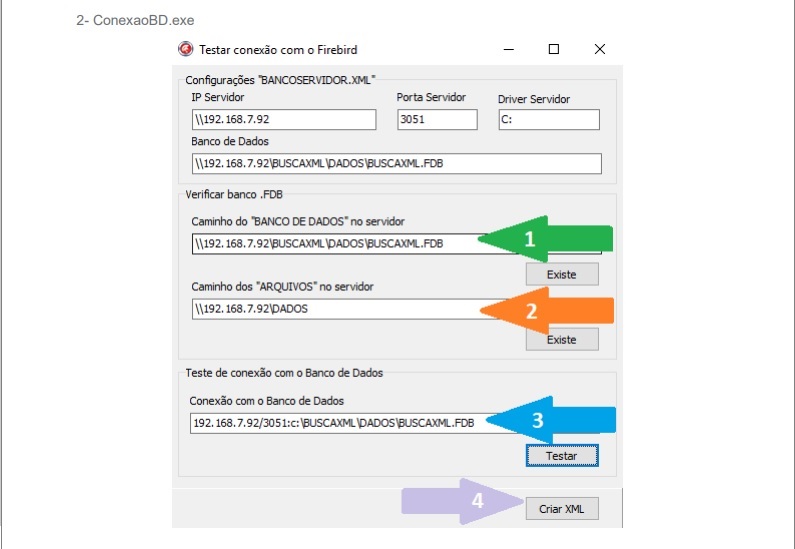 2- ConexaoBD.exe
Testar conexão com o Firebird
Configurações "BANCOSERVIDOR.XML"
IP Servidor Porta Servidor Driver Servidor
\\192.168.7.92 3051 C:
Banco de Dados
\\192.168.7.92\BUSCAXML\DADOS\BUSCAXML.FDB
Verificar banco .FDB
Caminho do "BANCO DE DADOS" no servidor
\\192.168.7.92\BUSCAXML\DADOS\BUSCAXML.FDB 1
Existe
Caminho dos "ARQUIVOS" no servidor
\\192.168.7.92\DADOS 2
Existe
Teste de conexão com o Banco de Dados
Conexão com o Banco de Dados
192.168.7.92/3051:c:\BUSCAXML\DADOS\BUSCAXML.FDB 3
Testar
4 Criar XML